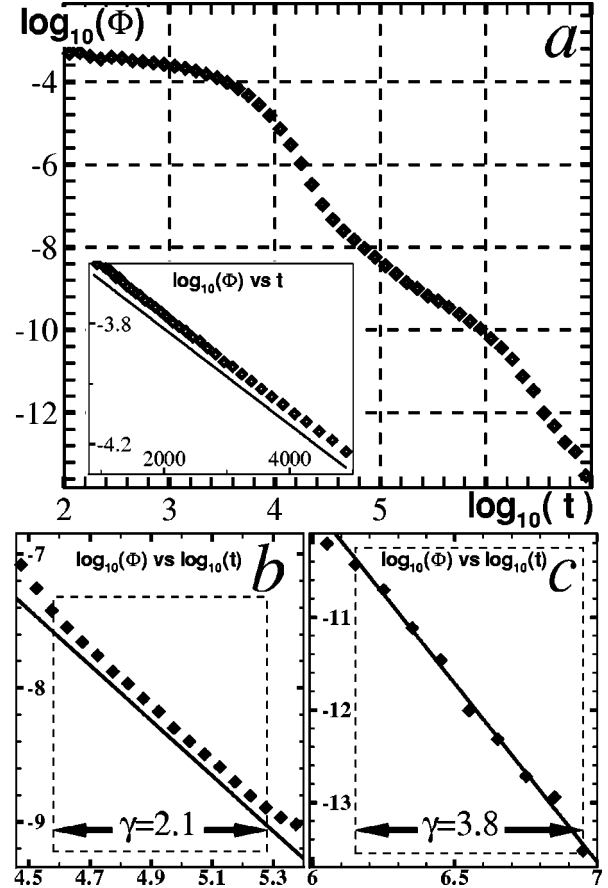 log₁₀(Φ)
a
-4
-6
-8
-10
-12
log₁₀(Φ) vs t
-3.8
-4.2
2000
4000
2
3
4
5
6
log₁₀( t )
log₁₀(Φ) vs log₁₀(t)
b
-7
-8
-9
γ=2.1
4.5
4.7
4.9
5.1
5.3
log₁₀(Φ) vs log₁₀(t)
c
-11
-12
-13
γ=3.8
6
6.5
7